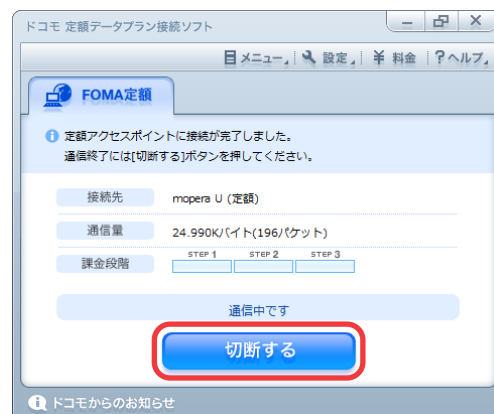 ドコモ 定額データプラン接続ソフト
メニュー 設定 ¥ 料金 ?ヘルプ
FOMA定額
定額アクセスポイントに接続が完了しました。
通信終了には[切断する]ボタンを押してください。
接続先 mopera U (定額)
通信量 24.990Kバイト(196パケット)
課金段階 STEP 1 STEP 2 STEP 3
通信中です
切断する
ドコモからのお知らせ